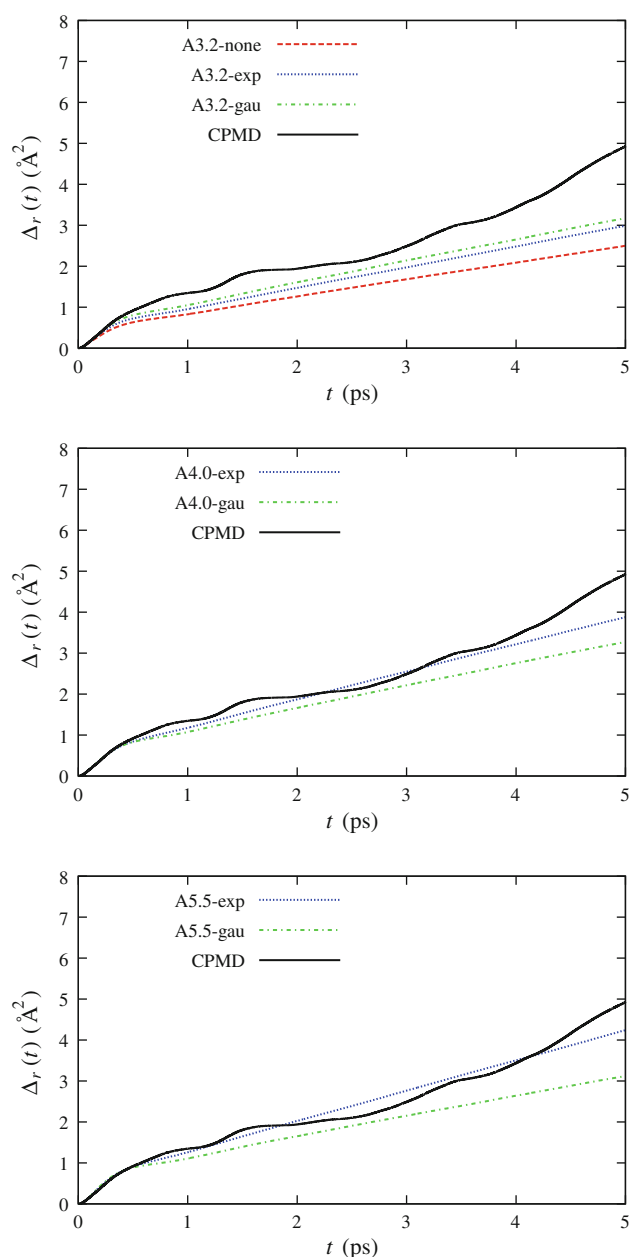 8
7
6
5
4
3
2
1
0
Δr(t) (Å²)
A3.2-none
A3.2-exp
A3.2-gau
CPMD
0 1 2 3 4 5
t (ps)
8
7
6
5
4
3
2
1
0
Δr(t) (Å²)
A4.0-exp
A4.0-gau
CPMD
0 1 2 3 4 5
t (ps)
8
7
6
5
4
3
2
1
0
Δr(t) (Å²)
A5.5-exp
A5.5-gau
CPMD
0 1 2 3 4 5
t (ps)